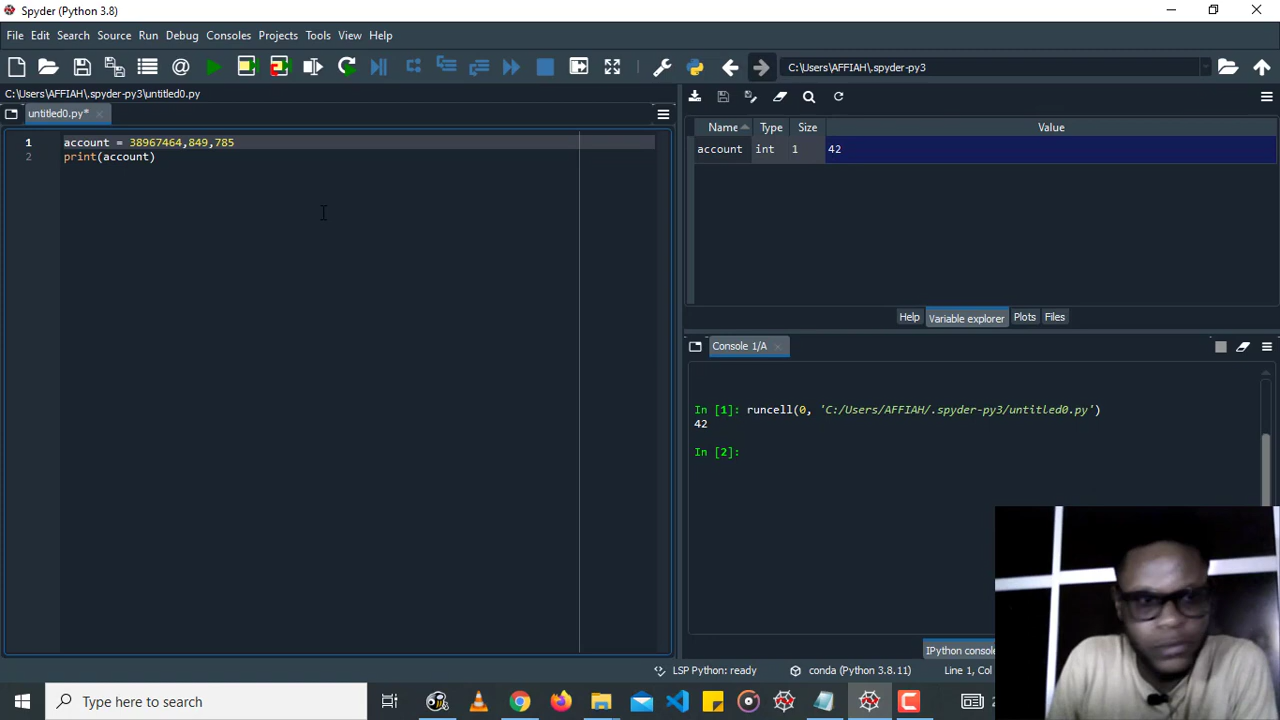 Spyder (Python 3.8)
File Edit Search Source Run Debug Consoles Projects Tools View Help
C:\Users\AFFIAH\.spyder-py3
C:\Users\AFFIAH\.spyder-py3\untitled0.py
untitled0.py*
1 account = 38967464,849,785
2 print(account)
Name Type Size Value
account int 1 42
Help Variable explorer Plots Files
Console 1/A
In [1]: runcell(0, 'C:/Users/AFFIAH/.spyder-py3/untitled0.py')
42
In [2]:
IPython console
LSP Python: ready conda (Python 3.8.11) Line 1, Col
Type here to search